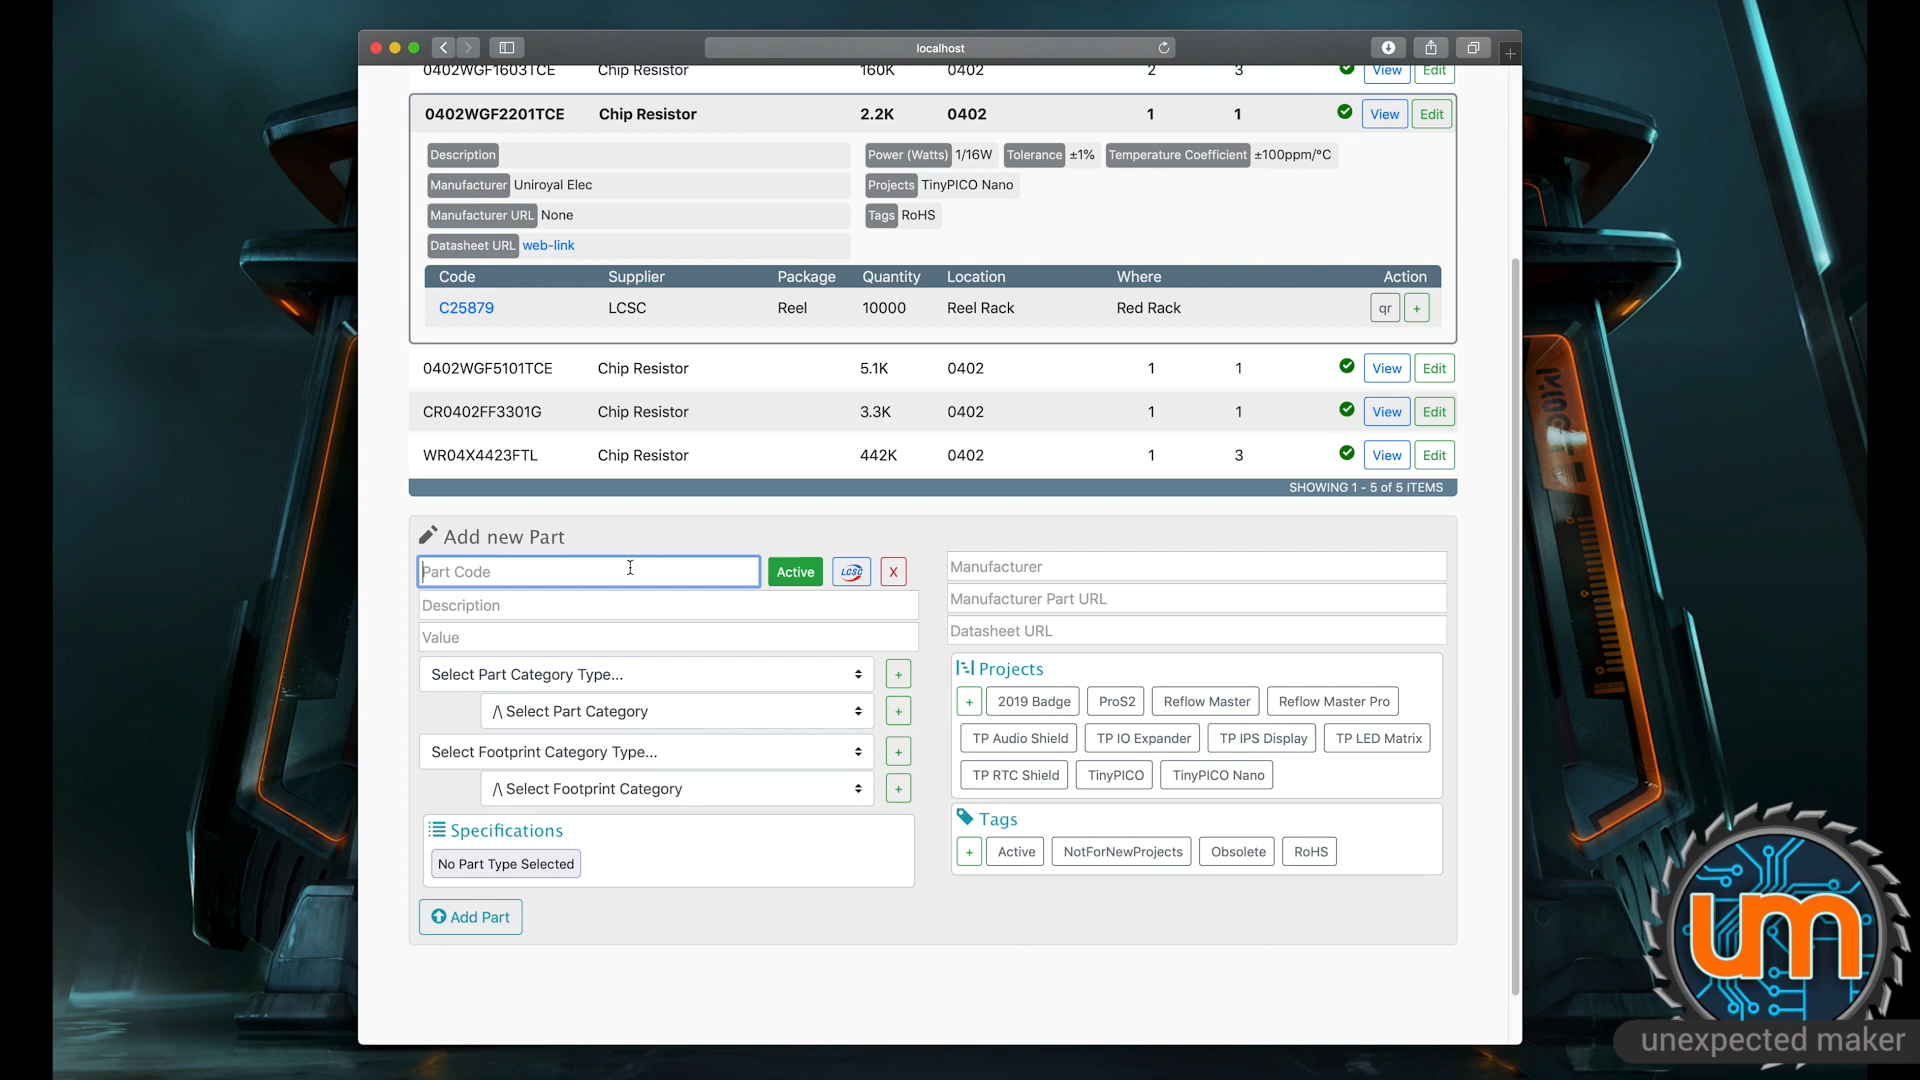 localhost
0402WGF1603TCE Chip Resistor 160K 0402 2 3 View Edit
0402WGF2201TCE Chip Resistor 2.2K 0402 1 1 View Edit
Description Power (Watts) 1/16W Tolerance ±1% Temperature Coefficient ±100ppm/°C
Manufacturer Uniroyal Elec Projects TinyPICO Nano
Manufacturer URL None Tags RoHS
Datasheet URL web-link
Code Supplier Package Quantity Location Where Action
C25879 LCSC Reel 10000 Reel Rack Red Rack qr +
0402WGF5101TCE Chip Resistor 5.1K 0402 1 1 View Edit
CR0402FF3301G Chip Resistor 3.3K 0402 1 1 View Edit
WR04X4423FTL Chip Resistor 442K 0402 1 3 View Edit
SHOWING 1 - 5 of 5 ITEMS
Add new Part
Part Code Active LCSC X
Description
Value
Select Part Category Type... +
/\ Select Part Category +
Select Footprint Category Type... +
/\ Select Footprint Category +
Specifications
No Part Type Selected
Add Part
Manufacturer
Manufacturer Part URL
Datasheet URL
Projects
+ 2019 Badge ProS2 Reflow Master Reflow Master Pro
TP Audio Shield TP IO Expander TP IPS Display TP LED Matrix
TP RTC Shield TinyPICO TinyPICO Nano
Tags
+ Active NotForNewProjects Obsolete RoHS
um
unexpected maker